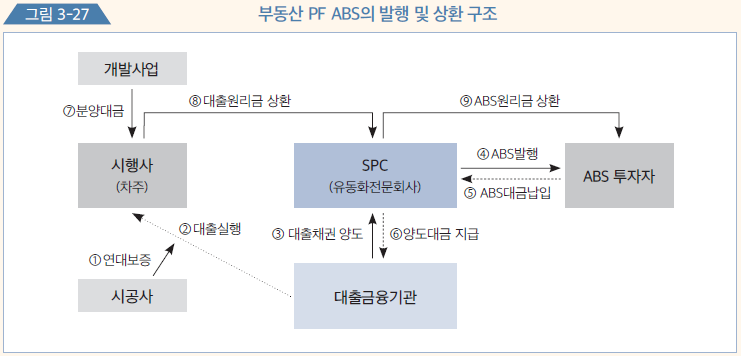 그림 3-27
부동산 PF ABS의 발행 및 상환 구조
개발사업
⑦분양대금
⑧대출원리금 상환
⑨ABS원리금 상환
시행사
(차주)
SPC
(유동화전문회사)
④ABS발행
⑤ ABS대금납입
ABS 투자자
②대출실행
③ 대출채권 양도
⑥양도대금 지급
①연대보증
시공사
대출금융기관